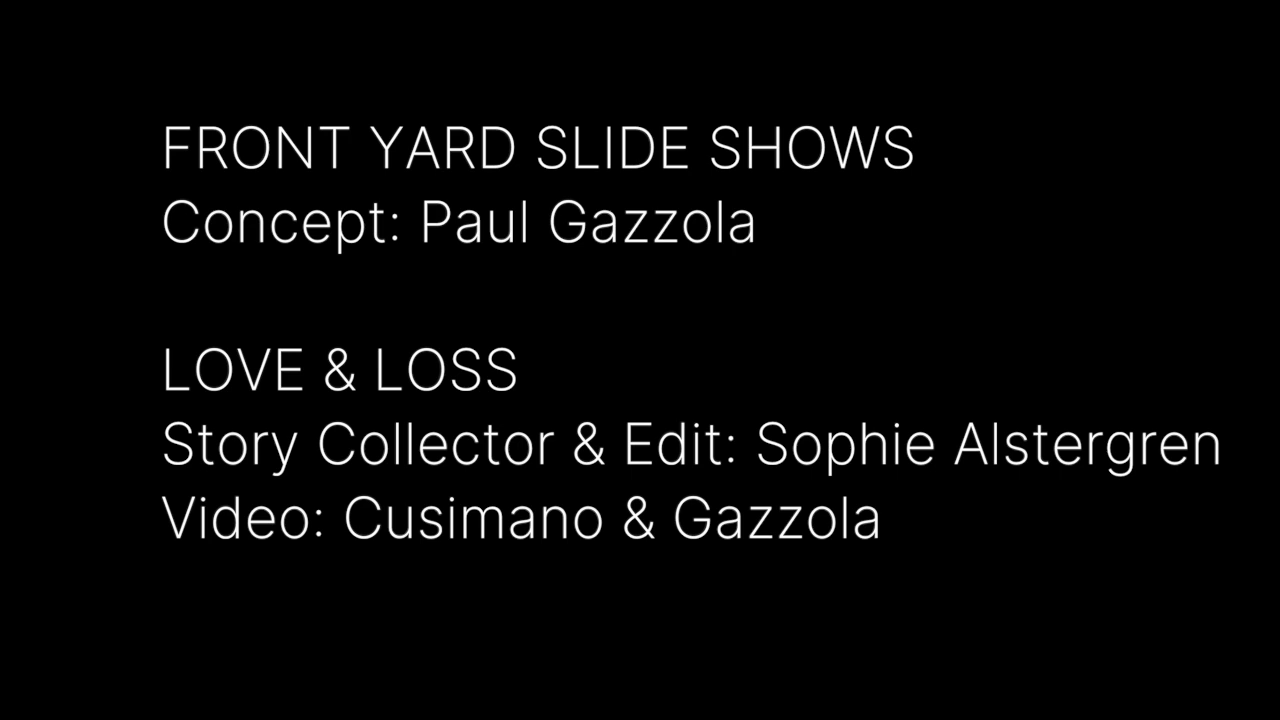 FRONT YARD SLIDE SHOWS
Concept: Paul Gazzola
LOVE & LOSS
Story Collector & Edit: Sophie Alstergren
Video: Cusimano & Gazzola